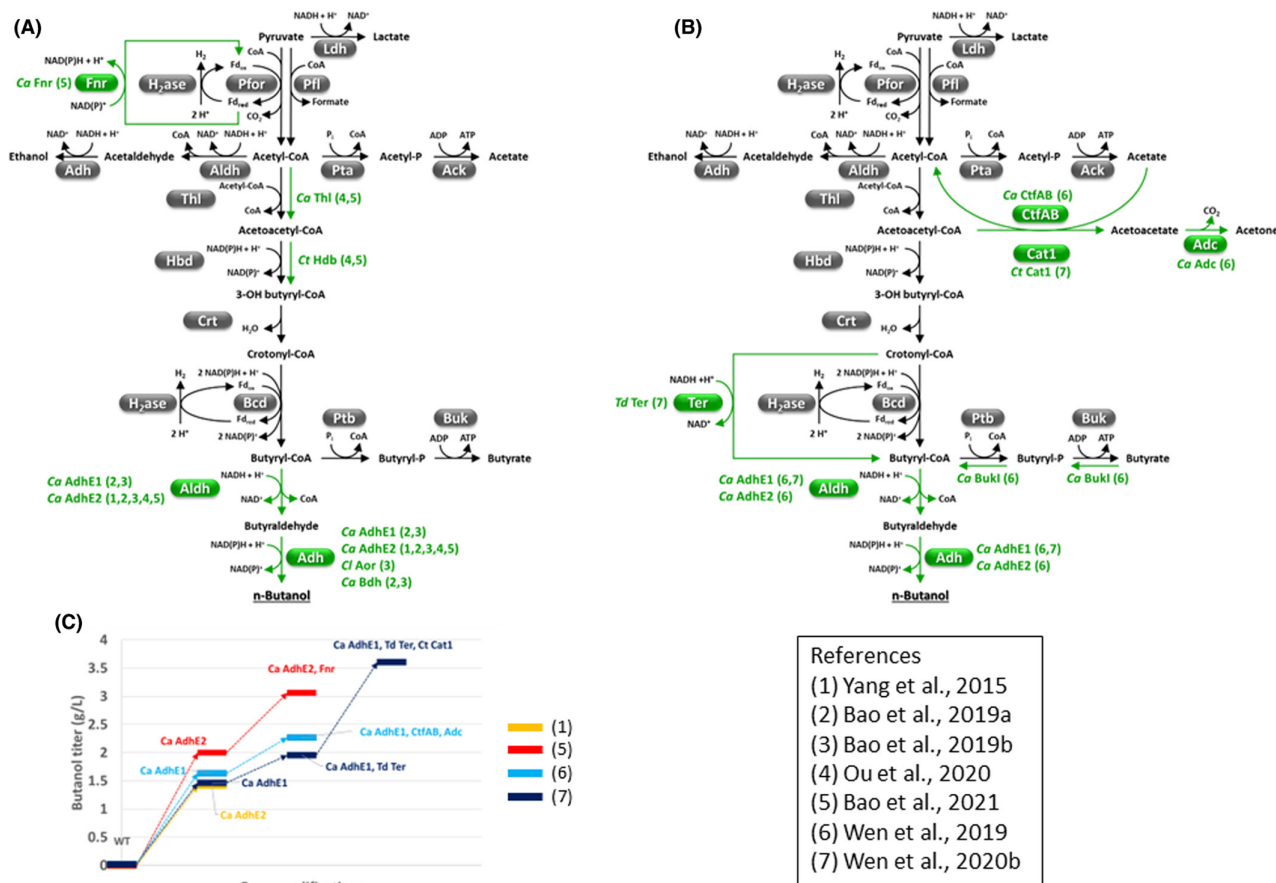 (A)
NADH + H⁺ NAD⁺
Pyruvate Lactate
Ldh
NAD(P)H + H⁺
Ca Fnr (5) Fnr
NAD(P)⁺
H₂
H₂ase
2 H⁺
Fdox
Fdred
CoA
Pfor
CO₂
CoA
Pfl
Formate
NAD⁺ NADH + H⁺ CoA NAD⁺ NADH + H⁺ Pi CoA ADP ATP
Ethanol Acetaldehyde Acetyl-CoA Acetyl-P Acetate
Adh Aldh Pta Ack
Thl Acetyl-CoA Ca Thl (4,5)
CoA
Acetoacetyl-CoA
NAD(P)H + H⁺
Hbd Ct Hdb (4,5)
NAD(P)⁺
3-OH butyryl-CoA
Crt
H₂O
Crotonyl-CoA
H₂ 2 NAD(P)H + H⁺
Fdox
H₂ase Bcd
Fdred
2 H⁺ 2 NAD(P)⁺
Ptb Buk
Pi CoA ADP ATP
Butyryl-CoA Butyryl-P Butyrate
Ca AdhE1 (2,3)
Ca AdhE2 (1,2,3,4,5)
Aldh
NADH + H⁺
NAD⁺ CoA
Butyraldehyde
NAD(P)H + H⁺
NAD(P)⁺
Adh
Ca AdhE1 (2,3)
Ca AdhE2 (1,2,3,4,5)
Cl Aor (3)
Ca Bdh (2,3)
n-Butanol
(B)
NADH + H⁺ NAD⁺
Pyruvate Lactate
Ldh
H₂
H₂ase
2 H⁺
Fdox
Fdred
CoA
Pfor
CO₂
CoA
Pfl
Formate
NAD⁺ NADH + H⁺ CoA NAD⁺ NADH + H⁺ Pi CoA ADP ATP
Ethanol Acetaldehyde Acetyl-CoA Acetyl-P Acetate
Adh Aldh Pta Ack
Thl Acetyl-CoA
CoA
Ca CtfAB (6)
CtfAB
CO₂
Acetoacetyl-CoA Acetoacetate Acetone
Cat1 Adc
Ct Cat1 (7) Ca Adc (6)
NAD(P)H + H⁺
Hbd
NAD(P)⁺
3-OH butyryl-CoA
Crt
H₂O
Crotonyl-CoA
NADH +H⁺
Td Ter (7) Ter
NAD⁺
H₂ 2 NAD(P)H + H⁺
Fdox
H₂ase Bcd
Fdred
2 H⁺ 2 NAD(P)⁺
Ptb Buk
Pi CoA ADP ATP
Butyryl-CoA Butyryl-P Butyrate
Ca BukI (6) Ca BukI (6)
Ca AdhE1 (6,7)
Ca AdhE2 (6)
Aldh
NADH + H⁺
NAD⁺ CoA
Butyraldehyde
NAD(P)H + H⁺
NAD(P)⁺
Adh
Ca AdhE1 (6,7)
Ca AdhE2 (6)
n-Butanol
(C)
Butanol titer (g/L)
4
3.5
3
2.5
2
1.5
1
0.5
0
WT
Ca AdhE1, Td Ter, Ct Cat1
Ca AdhE2, Fnr
Ca AdhE2
Ca AdhE1, CtfAB, Adc
Ca AdhE1
Ca AdhE1
Ca AdhE1, Td Ter
Ca AdhE2
(1)
(5)
(6)
(7)
References
(1) Yang et al., 2015
(2) Bao et al., 2019a
(3) Bao et al., 2019b
(4) Ou et al., 2020
(5) Bao et al., 2021
(6) Wen et al., 2019
(7) Wen et al., 2020b